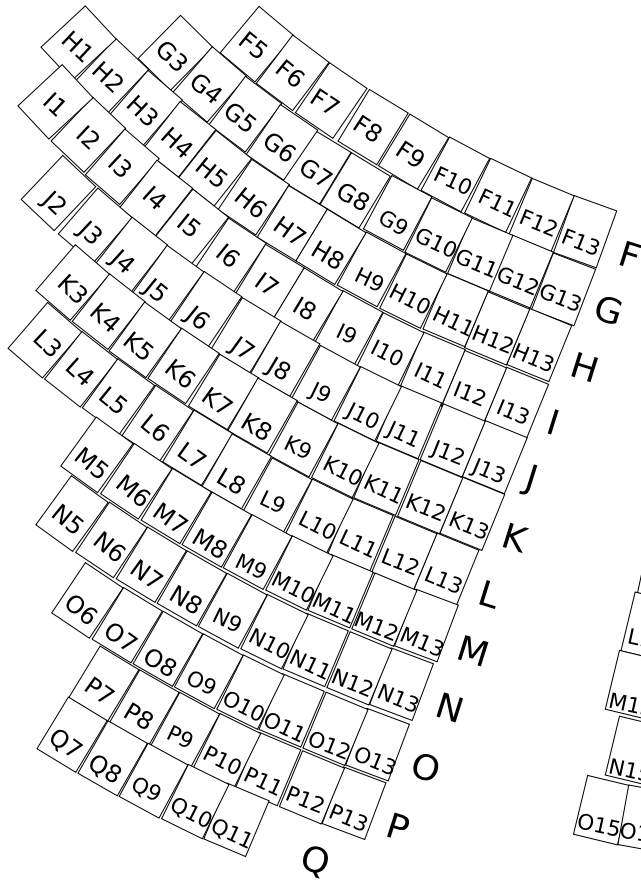 F5 F6 F7 F8 F9 F10 F11 F12 F13 F
G3 G4 G5 G6 G7 G8 G9 G10 G11 G12 G13 G
H1 H2 H3 H4 H5 H6 H7 H8 H9 H10 H11 H12 H13 H
I1 I2 I3 I4 I5 I6 I7 I8 I9 I10 I11 I12 I13 I
J2 J3 J4 J5 J6 J7 J8 J9 J10 J11 J12 J13 J
K3 K4 K5 K6 K7 K8 K9 K10 K11 K12 K13 K
L3 L4 L5 L6 L7 L8 L9 L10 L11 L12 L13 L
M5 M6 M7 M8 M9 M10 M11 M12 M13 M
N5 N6 N7 N8 N9 N10 N11 N12 N13 N
O6 O7 O8 O9 O10 O11 O12 O13 O O15
P7 P8 P9 P10 P11 P12 P13 P
Q7 Q8 Q9 Q10 Q11 Q